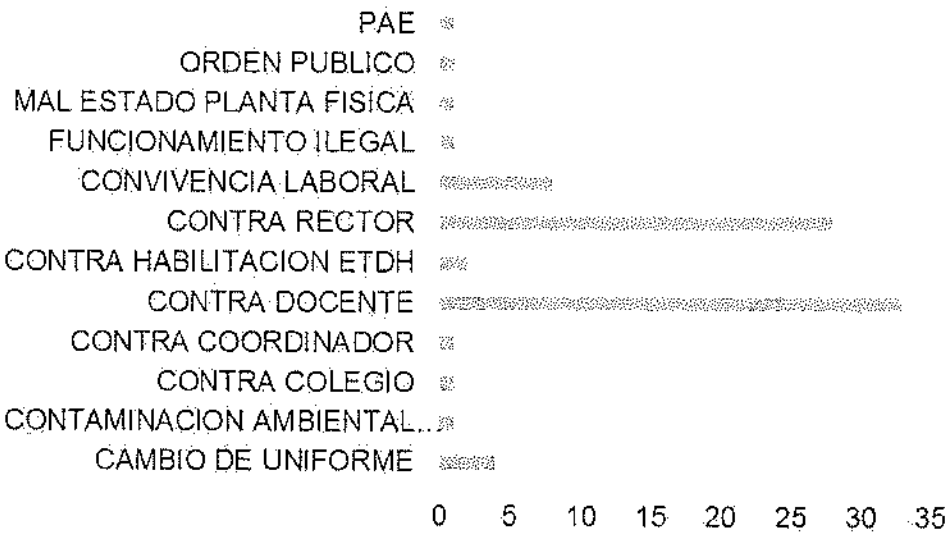 PAE
ORDEN PUBLICO
MAL ESTADO PLANTA FISICA
FUNCIONAMIENTO ILEGAL
CONVIVENCIA LABORAL
CONTRA RECTOR
CONTRA HABILITACION ETDH
CONTRA DOCENTE
CONTRA COORDINADOR
CONTRA COLEGIO
CONTAMINACION AMBIENTAL...
CAMBIO DE UNIFORME
0 5 10 15 20 25 30 35